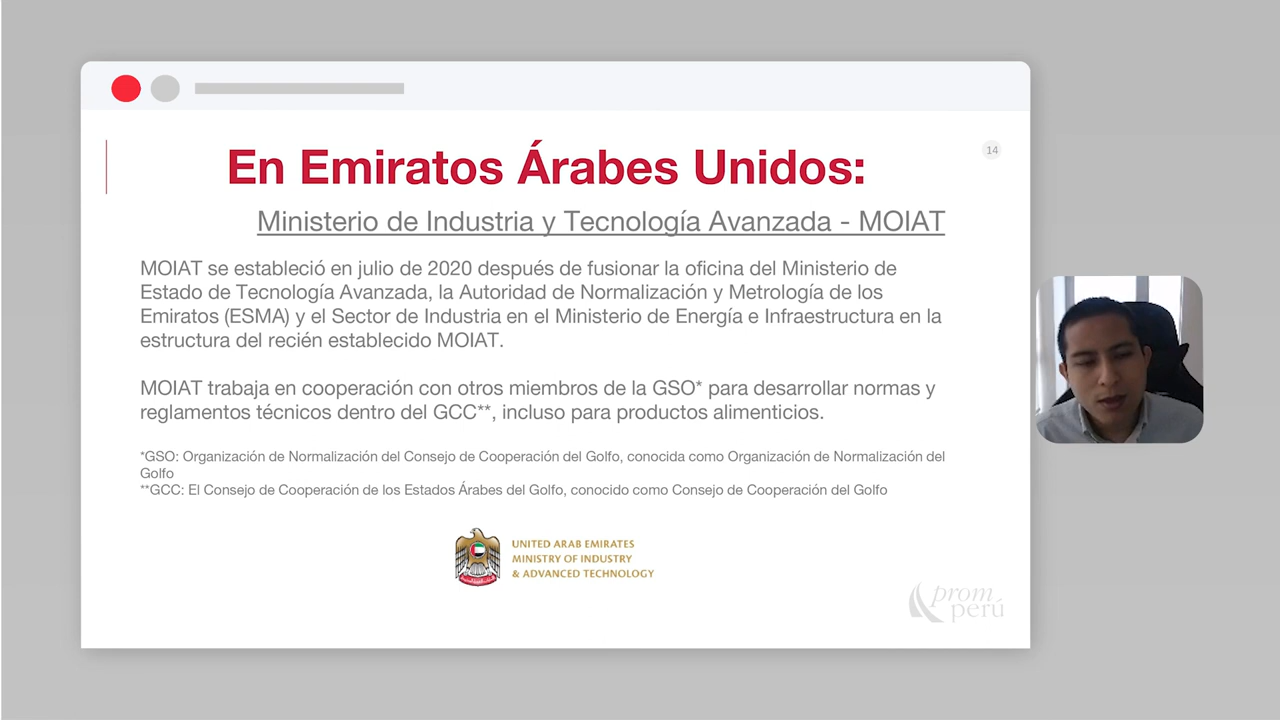 14
En Emiratos Árabes Unidos:
Ministerio de Industria y Tecnología Avanzada - MOIAT
MOIAT se estableció en julio de 2020 después de fusionar la oficina del Ministerio de
Estado de Tecnología Avanzada, la Autoridad de Normalización y Metrología de los
Emiratos (ESMA) y el Sector de Industria en el Ministerio de Energía e Infraestructura en la
estructura del recién establecido MOIAT.
MOIAT trabaja en cooperación con otros miembros de la GSO* para desarrollar normas y
reglamentos técnicos dentro del GCC**, incluso para productos alimenticios.
*GSO: Organización de Normalización del Consejo de Cooperación del Golfo, conocida como Organización de Normalización del
Golfo
**GCC: El Consejo de Cooperación de los Estados Árabes del Golfo, conocido como Consejo de Cooperación del Golfo
UNITED ARAB EMIRATES
MINISTRY OF INDUSTRY
& ADVANCED TECHNOLOGY
prom
perú